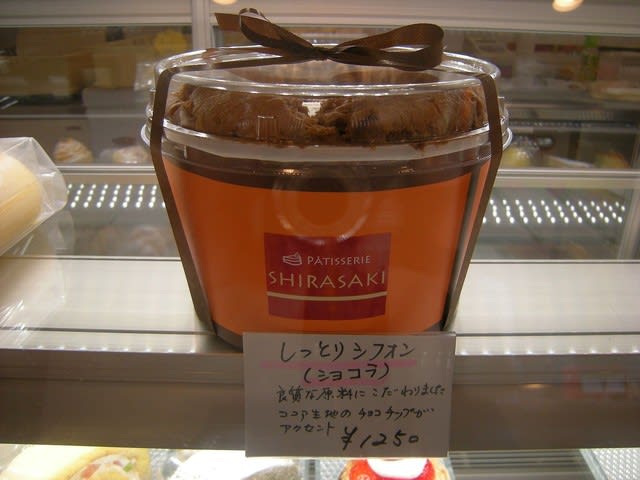 PÂTISSERIE
SHIRASAKI
しっとりシフォン
(ショコラ)
良質な原料にこだわりました
ココア生地のチョコチップが
アクセント ¥1250